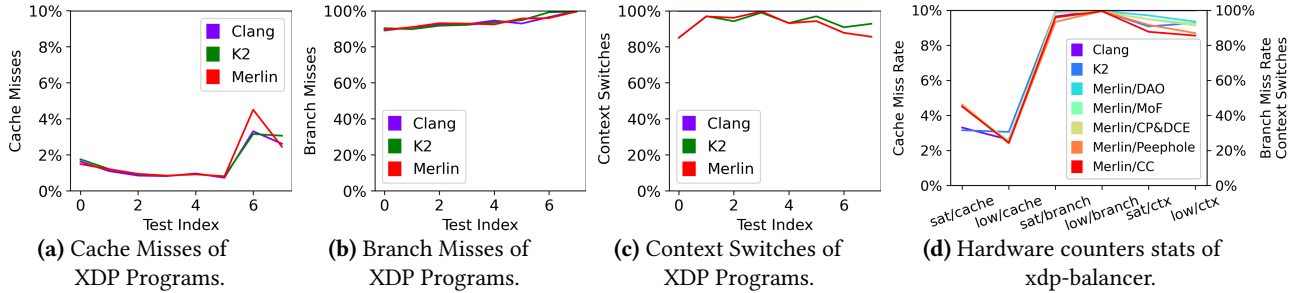 10%
8%
6%
4%
2%
0%
Cache Misses
0 2 4 6
Test Index
Clang
K2
Merlin
(a) Cache Misses of
XDP Programs.
100%
80%
60%
40%
20%
0%
Branch Misses
0 2 4 6
Test Index
Clang
K2
Merlin
(b) Branch Misses of
XDP Programs.
100%
80%
60%
40%
20%
0%
Context Switches
0 2 4 6
Test Index
Clang
K2
Merlin
(c) Context Switches of
XDP Programs.
10%
8%
6%
4%
2%
0%
Cache Miss Rate
Clang
K2
Merlin/DAO
Merlin/MoF
Merlin/CP&DCE
Merlin/Peephole
Merlin/CC
100%
80%
60%
40%
20%
0%
Branch Miss Rate
Context Switches
sat/cache
low/cache
sat/branch
low/branch
sat/ctx
low/ctx
(d) Hardware counters stats of
xdp-balancer.